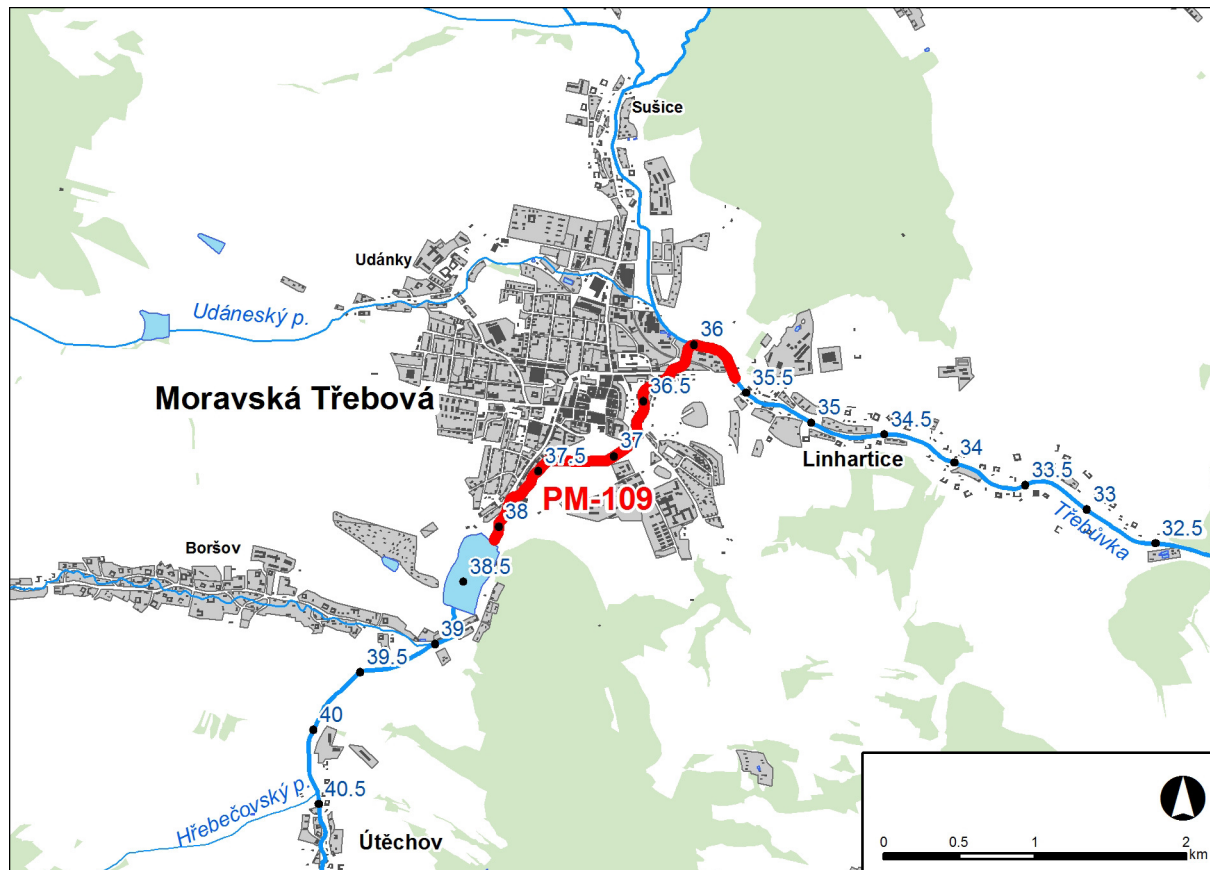 Sušice
Udánky
Udáneský p.
36
Moravská Třebová
36.5
35.5
35
34.5
Linhartice
34
33.5
33
32.5
Třebůvka
37
37.5
PM-109
38
Boršov
38.5
39
39.5
40
40.5
Hřebečovský p.
Útěchov
0 0.5 1 2
km